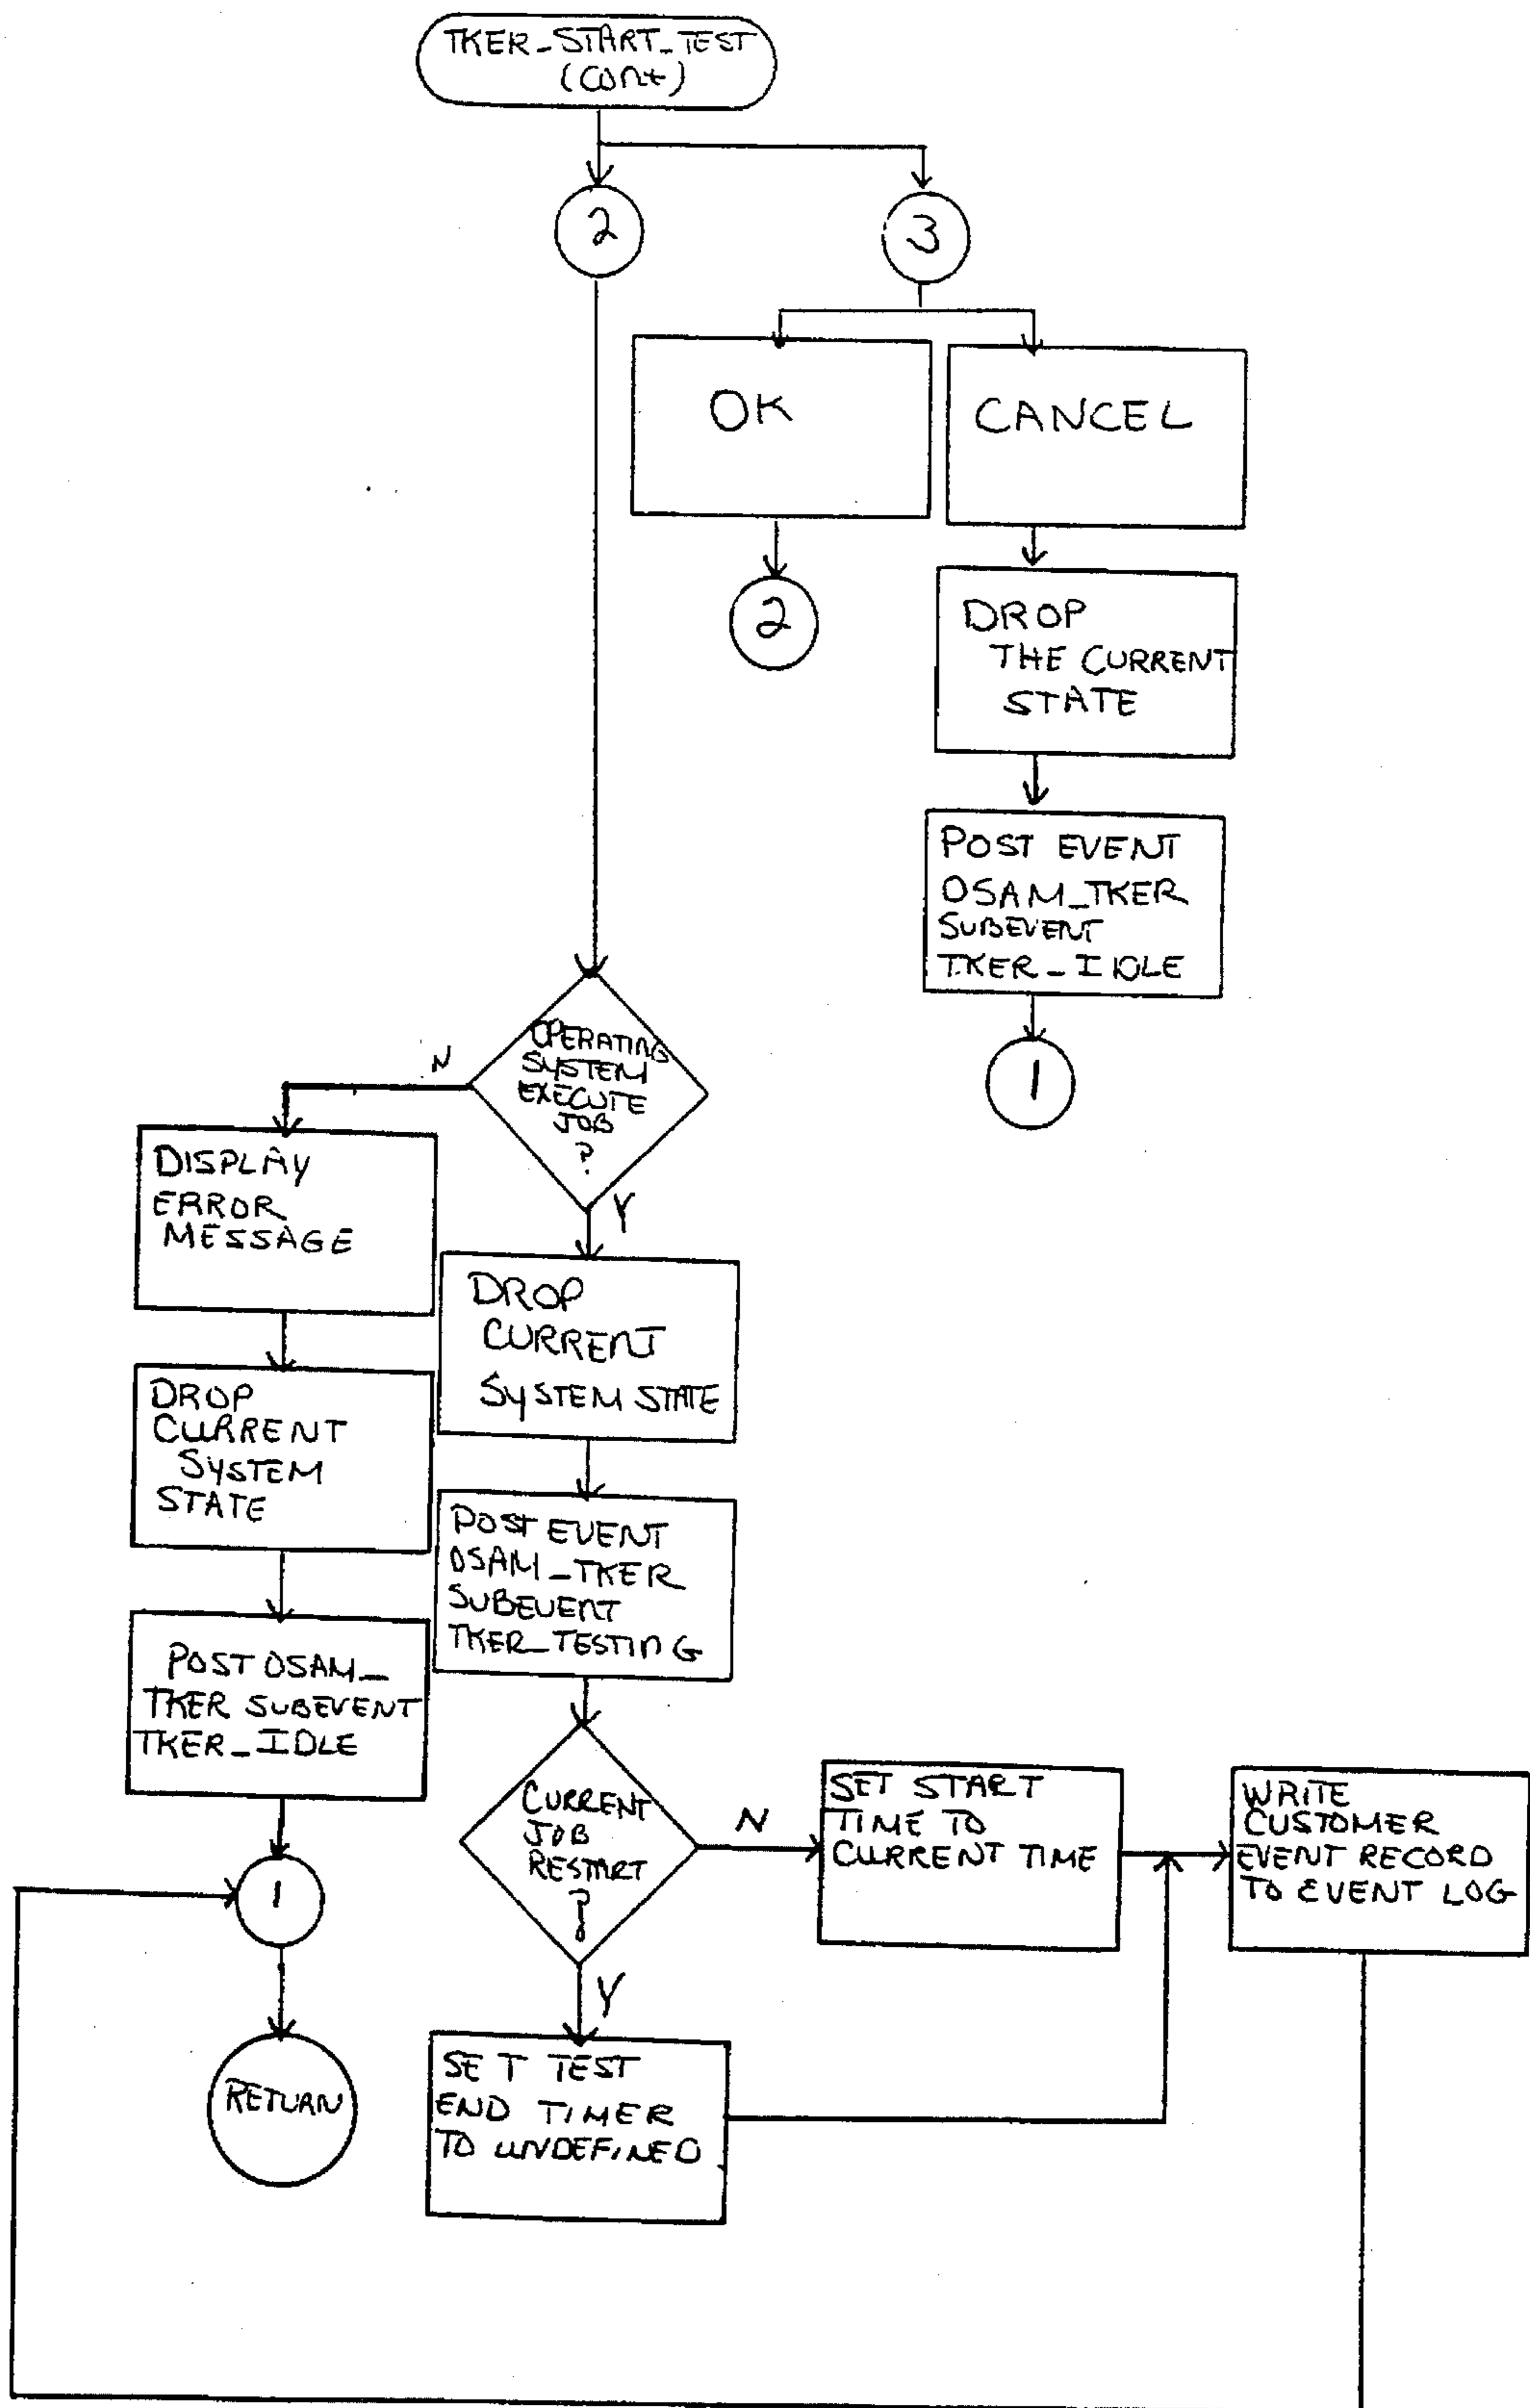 TKER_START_TEST
(cont)
2
3
OK
CANCEL
2
DROP
THE CURRENT
STATE
POST EVENT
OSAM_TKER
SUBEVENT
TKER_IDLE
1
OPERATING
SYSTEM
EXECUTE
JOB
?
N
Y
DISPLAY
ERROR
MESSAGE
DROP
CURRENT
SYSTEM STATE
DROP
CURRENT
SYSTEM
STATE
POST EVENT
OSAM_TKER
SUBEVENT
TKER_TESTING
POST OSAM_
TKER SUBEVENT
TKER_IDLE
CURRENT
JOB
RESTART
?
N
Y
SET START
TIME TO
CURRENT TIME
WRITE
CUSTOMER
EVENT RECORD
TO EVENT LOG
1
RETURN
SET TEST
END TIMER
TO UNDEFINED